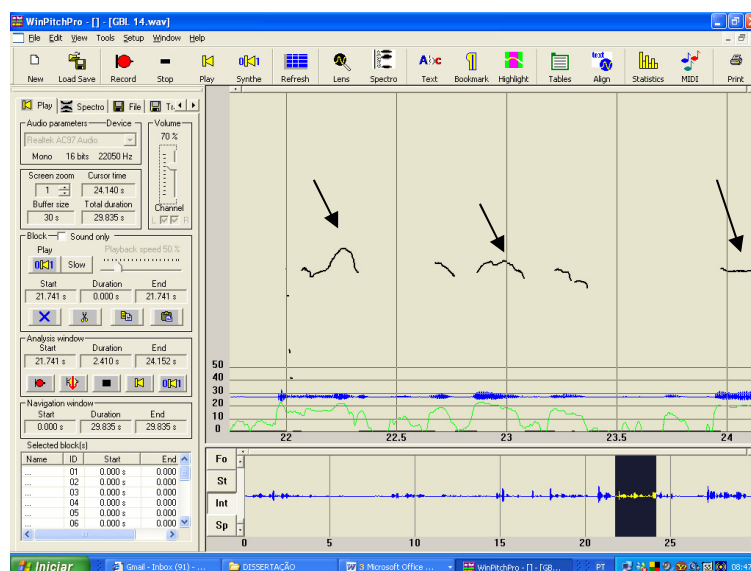 WinPitchPro - [] - [GBL 14.wav]
File Edit View Tools Setup Window Help
New Load Save Record Stop Play Synthe Refresh Lens Spectro Text Bookmark Highlight Tables Align Statistics MIDI Print
Play Spectro File
Audio parameters Device
Realtek AC97 Audio
Mono 16 bits 22050 Hz
Volume
70 %
Channel
L R
Screen zoom Cursor time
1 24.140 s
Buffer size Total duration
30 s 29.835 s
Block Sound only
Play Playback speed 50 %
Slow
Start Duration End
21.741 s 0.000 s 21.741 s
Analysis window
Start Duration End
21.741 s 2.410 s 24.152 s
Navigation window
Start Duration End
0.000 s 29.835 s 29.835 s
Selected block(s)
Name ID Start End
... 01 0.000 s 0.000
... 02 0.000 s 0.000
... 03 0.000 s 0.000
... 04 0.000 s 0.000
... 05 0.000 s 0.000
... 06 0.000 s 0.000
50
40
30
20
10
0
22 22.5 23 23.5 24
Fo
St
Int
Sp
0 5 10 15 20 25
Iniciar Gmail - Inbox (91) - ... DISSERTAÇÃO 3 Microsoft Office ... WinPitchPro - [] - [GB... PT 08:47